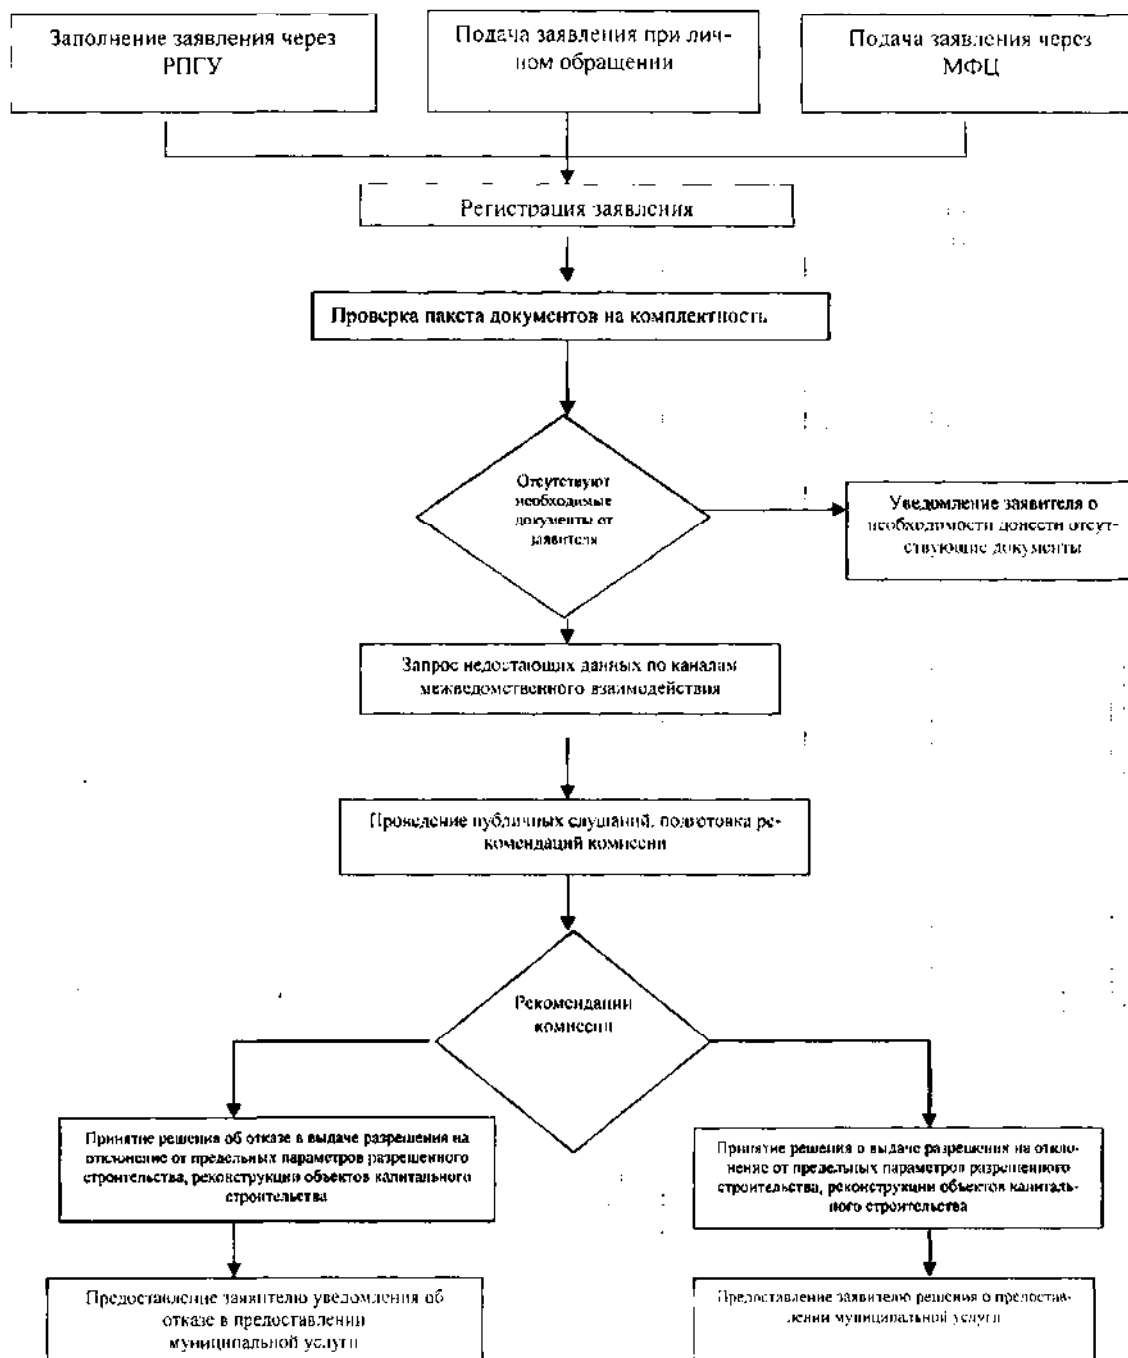 Заполнение заявления через
РПГУ
Подача заявления при лич-
ном обращении
Подача заявления через
МФЦ
Регистрация заявления
Проверка пакета документов на комплектность
Отсутствуют
необходимые
документы от
заявителя
Уведомление заявителя о
необходимости донести отсут-
ствующие документы
Запрос недостающих данных по каналам
межведомственного взаимодействия
Проведение публичных слушаний, подготовка ре-
комендаций комиссии
Рекомендации
комиссии
Принятие решения об отказе в выдаче разрешения на
отклонение от предельных параметров разрешенного
строительства, реконструкции объектов капитального
строительства
Принятие решения о выдаче разрешения на откло-
нение от предельных параметров разрешенного
строительства, реконструкции объектов капиталь-
ного строительства
Предоставление заявителю уведомления об
отказе в предоставлении
муниципальной услуги
Предоставление заявителю решения о предостав-
лении муниципальной услуги